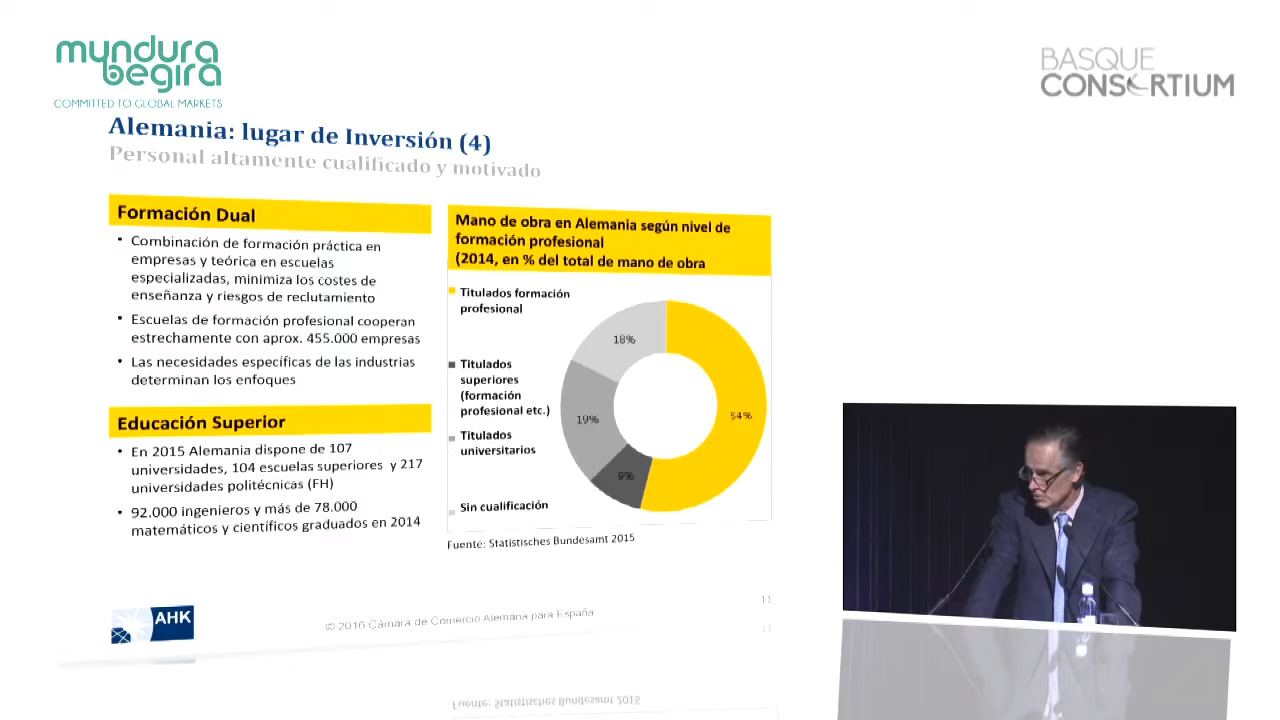 mundura
begira
COMMITTED TO GLOBAL MARKETS
BASQUE
CONSORTIUM
Alemania: lugar de Inversión (4)
Personal altamente cualificado y motivado
Formación Dual
• Combinación de formación práctica en
empresas y teórica en escuelas
especializadas, minimiza los costes de
enseñanza y riesgos de reclutamiento
• Escuelas de formación profesional cooperan
estrechamente con aprox. 455.000 empresas
• Las necesidades específicas de las industrias
determinan los enfoques
Educación Superior
• En 2015 Alemania dispone de 107
universidades, 104 escuelas superiores y 217
universidades politécnicas (FH)
• 92.000 ingenieros y más de 78.000
matemáticos y científicos graduados en 2014
Mano de obra en Alemania según nivel de
formación profesional
(2014, en % del total de mano de obra
Titulados formación
profesional
Titulados
superiores
(formación
profesional etc.)
Titulados
universitarios
Sin cualificación
18%
54%
19%
9%
Fuente: Statistisches Bundesamt 2015
AHK
© 2016 Cámara de Comercio Alemana para España
11
11
Fuente: Statistisches Bundesamt 2015